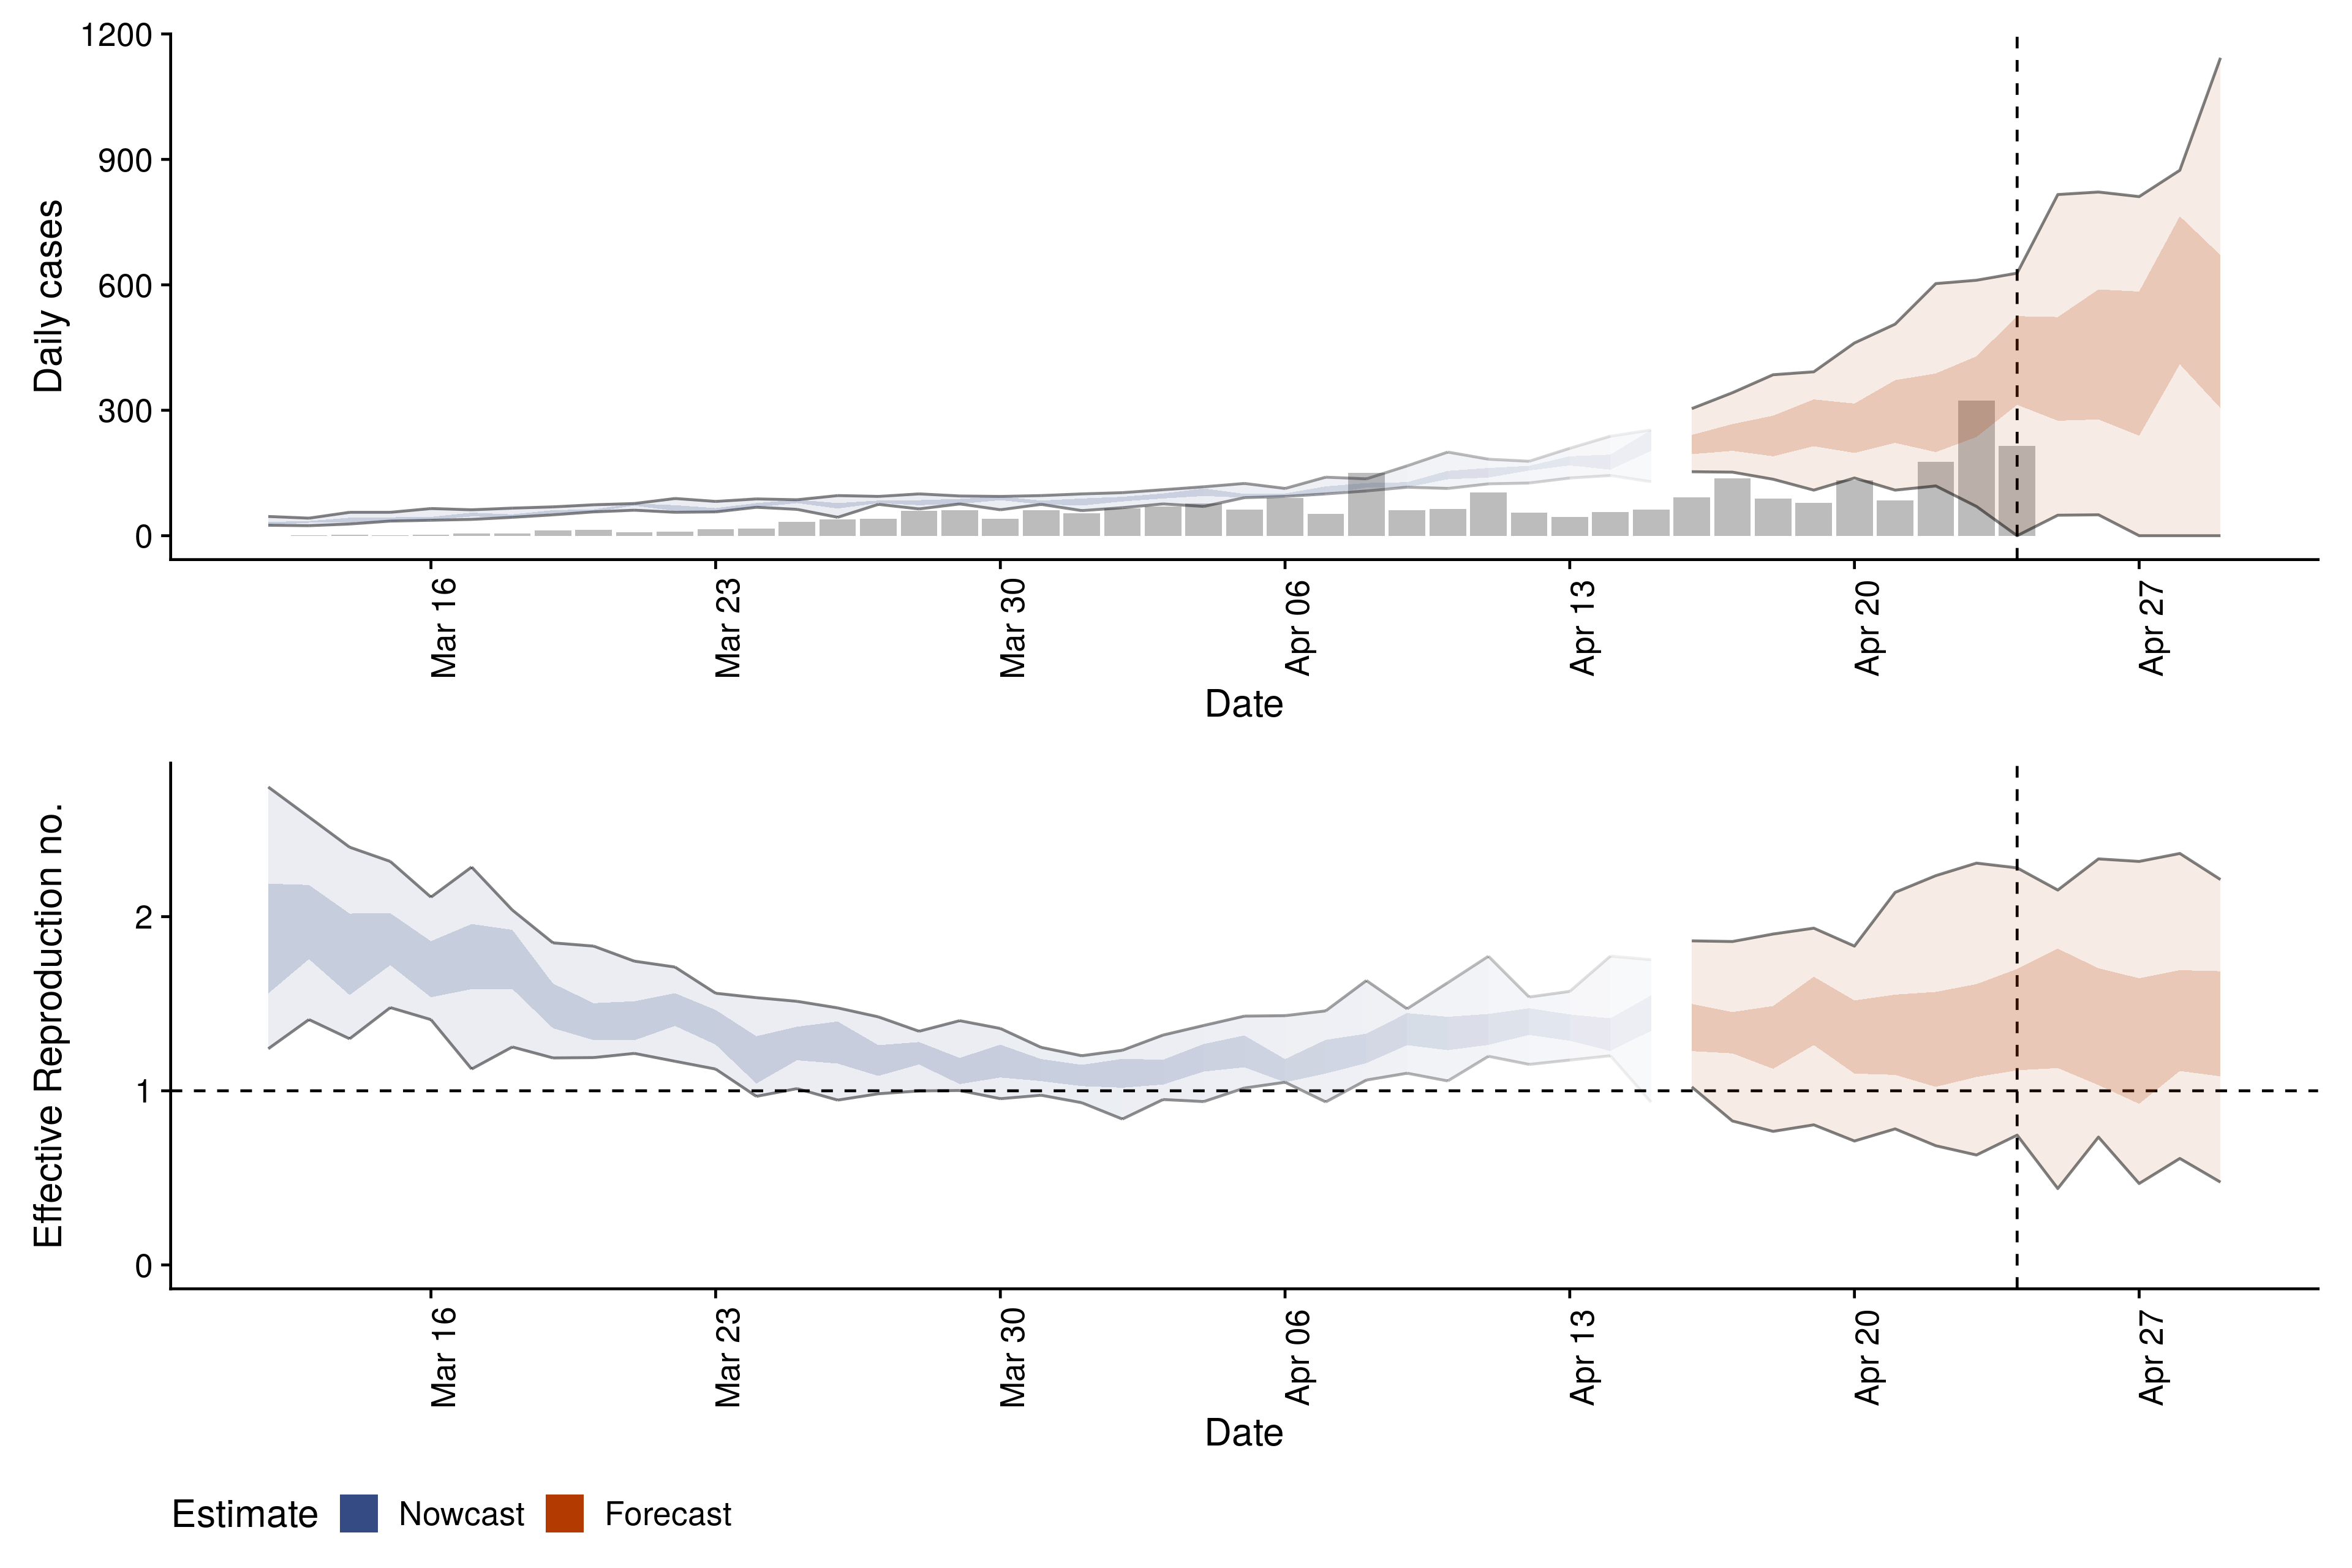 1200
900
600
300
0
Daily cases
Mar 16
Mar 23
Mar 30
Apr 06
Apr 13
Apr 20
Apr 27
Date
2
1
0
Effective Reproduction no.
Mar 16
Mar 23
Mar 30
Apr 06
Apr 13
Apr 20
Apr 27
Date
Estimate Nowcast Forecast